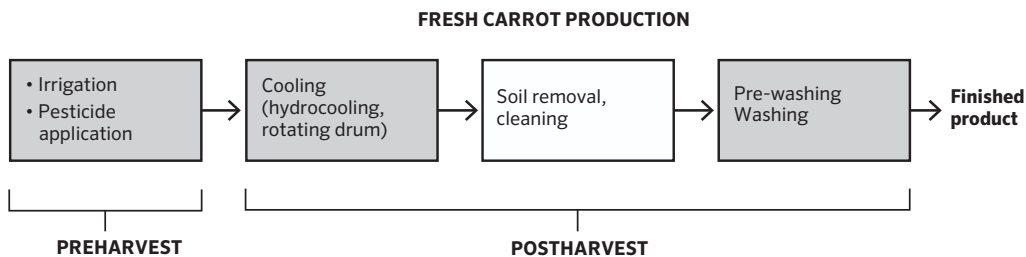 FRESH CARROT PRODUCTION
• Irrigation
• Pesticide
application
Cooling
(hydrocooling,
rotating drum)
Soil removal,
cleaning
Pre-washing
Washing
Finished
product
PREHARVEST
POSTHARVEST